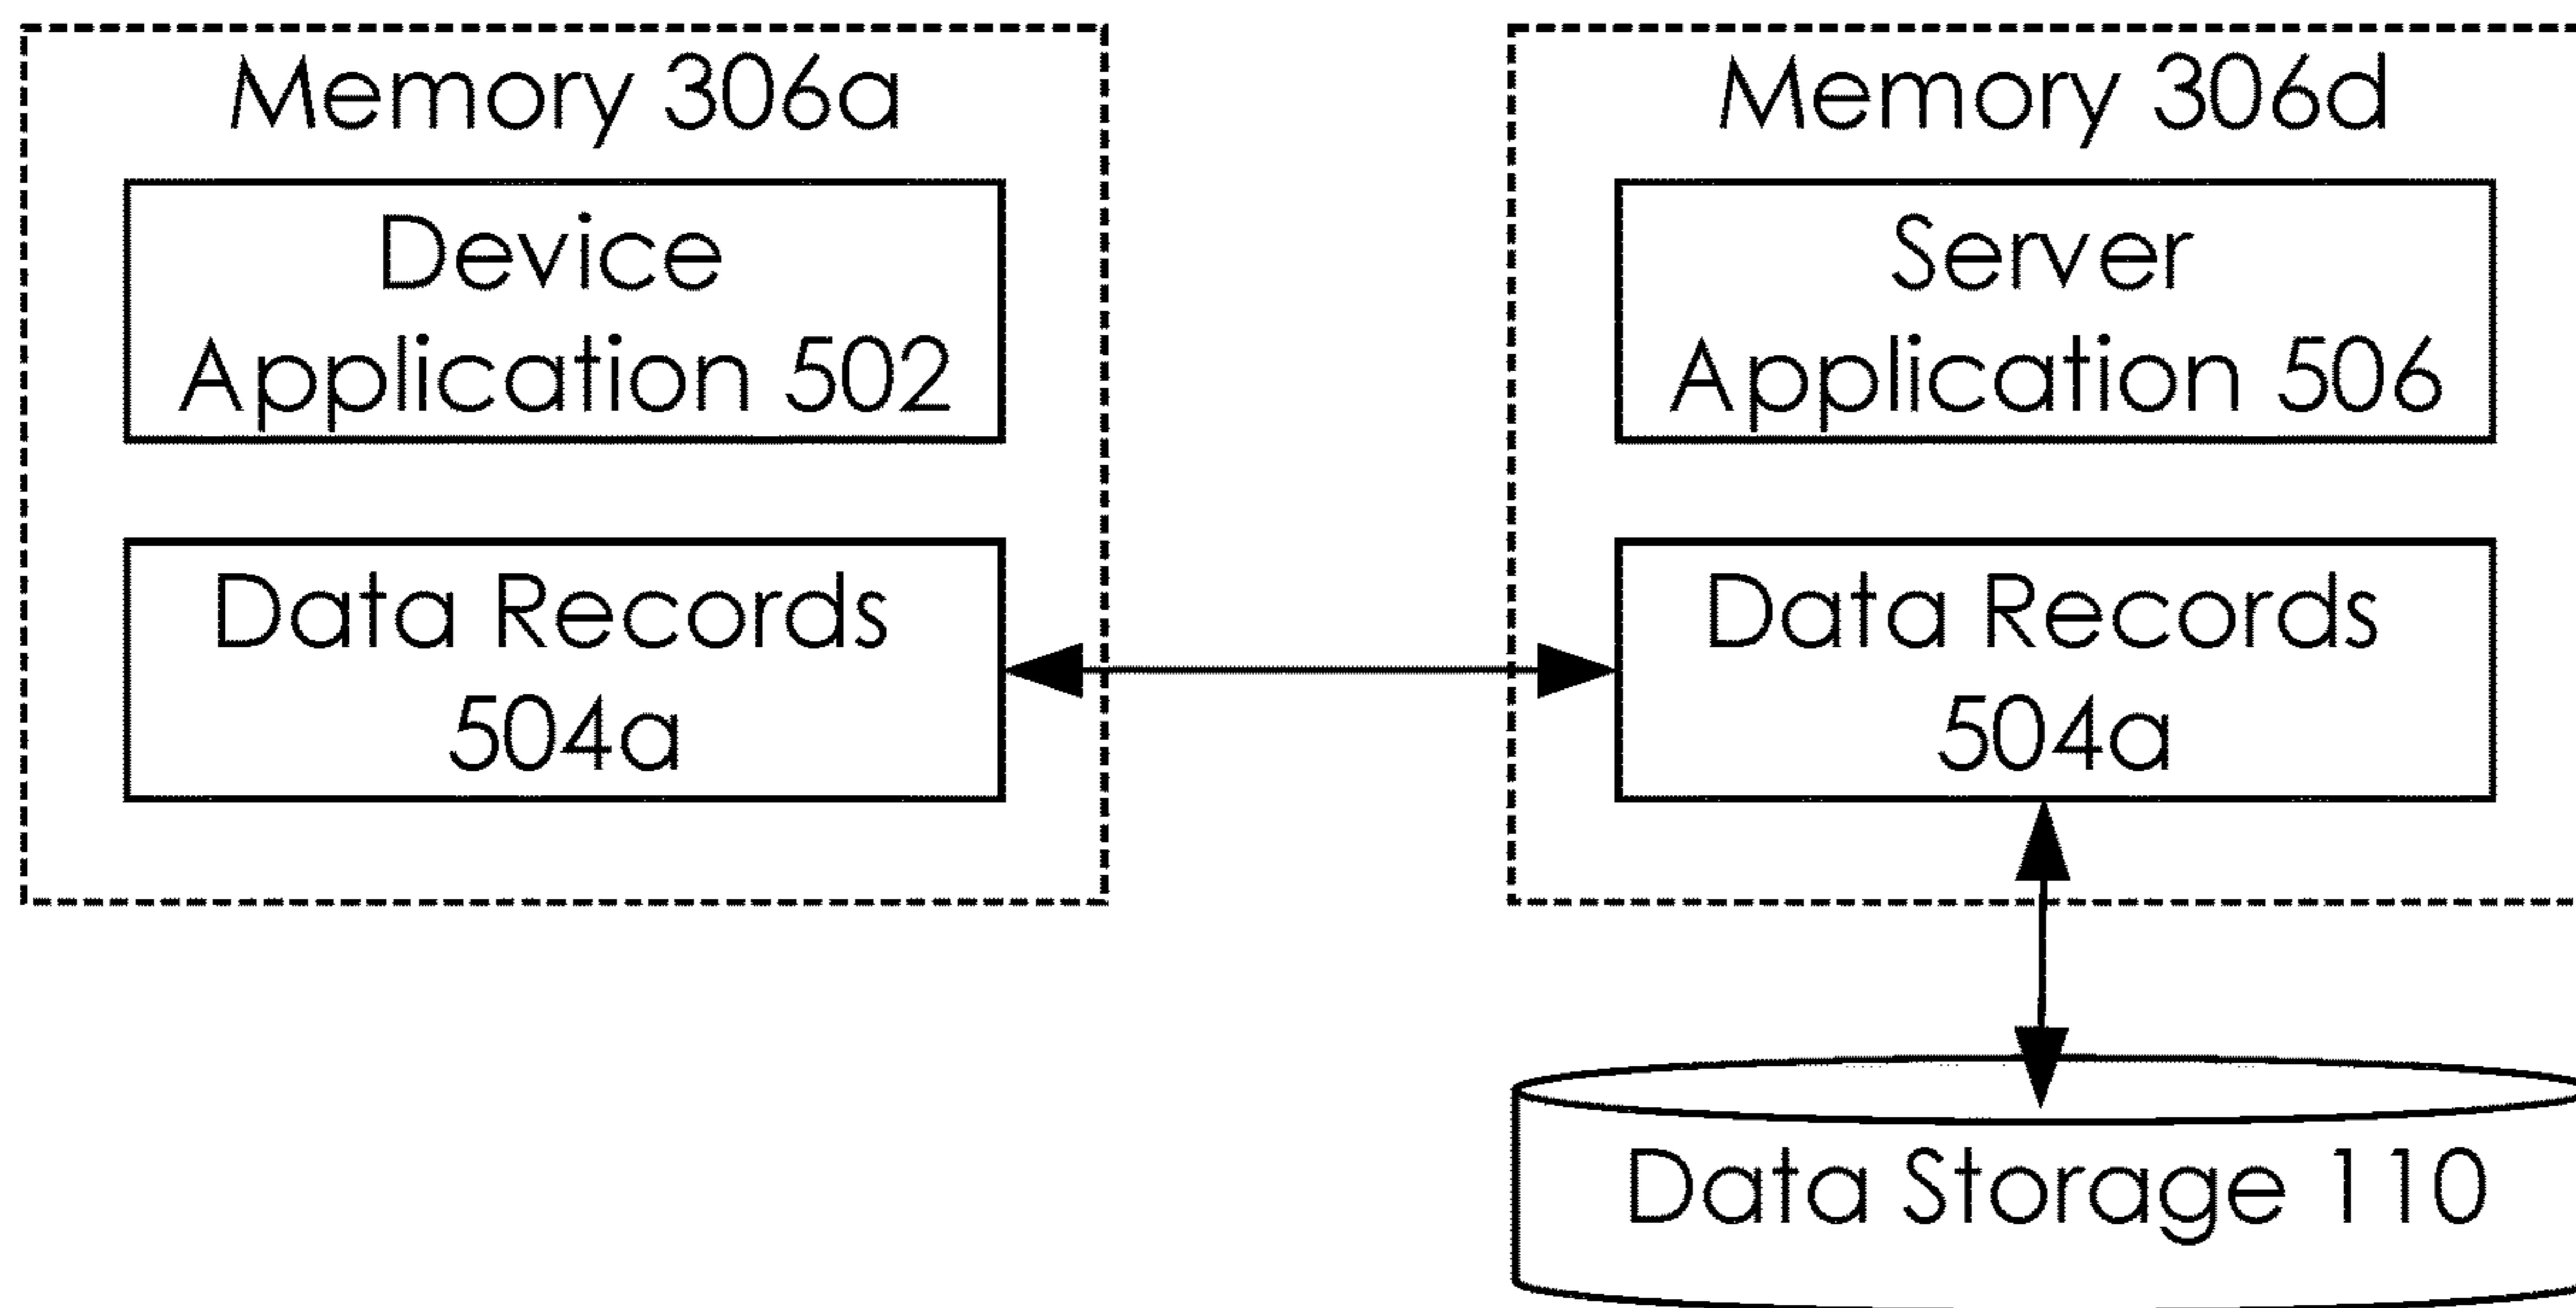 Memory 306a
Device
Application 502
Data Records
504a
Memory 306d
Server
Application 506
Data Records
504a
Data Storage 110